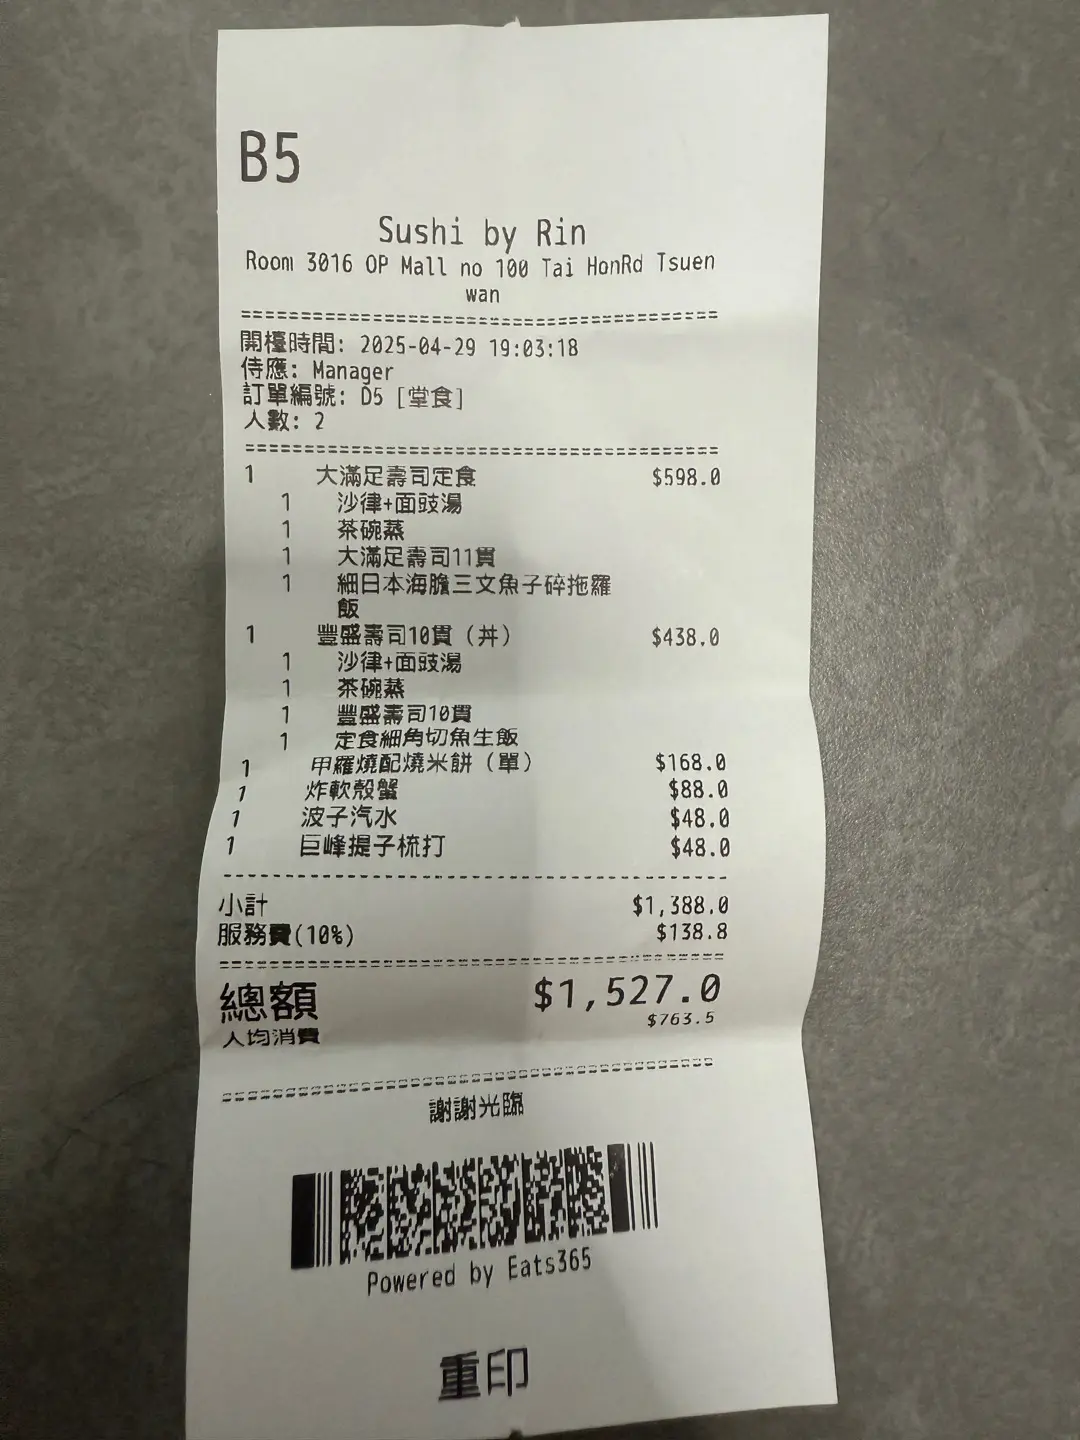 B5
Sushi by Rin
Room 3016 OP Mall no 100 Tai HonRd Tsuen
wan
========================================
開檯時間: 2025-04-29 19:03:18
侍應: Manager
訂單編號: D5 [堂食]
人數: 2
========================================
1 大滿足壽司定食 $598.0
1 沙律+面豉湯
1 茶碗蒸
1 大滿足壽司11貫
1 細日本海膽三文魚子碎拖羅
飯
1 豐盛壽司10貫（丼） $438.0
1 沙律+面豉湯
1 茶碗蒸
1 豐盛壽司10貫
1 定食細角切魚生飯
1 甲羅燒配燒米餅（單） $168.0
1 炸軟殼蟹 $88.0
1 波子汽水 $48.0
1 巨峰提子梳打 $48.0
----------------------------------------
小計 $1,388.0
服務費(10%) $138.8
========================================
總額 $1,527.0
人均消費 $763.5
========================================
謝謝光臨
Powered by Eats365
重印